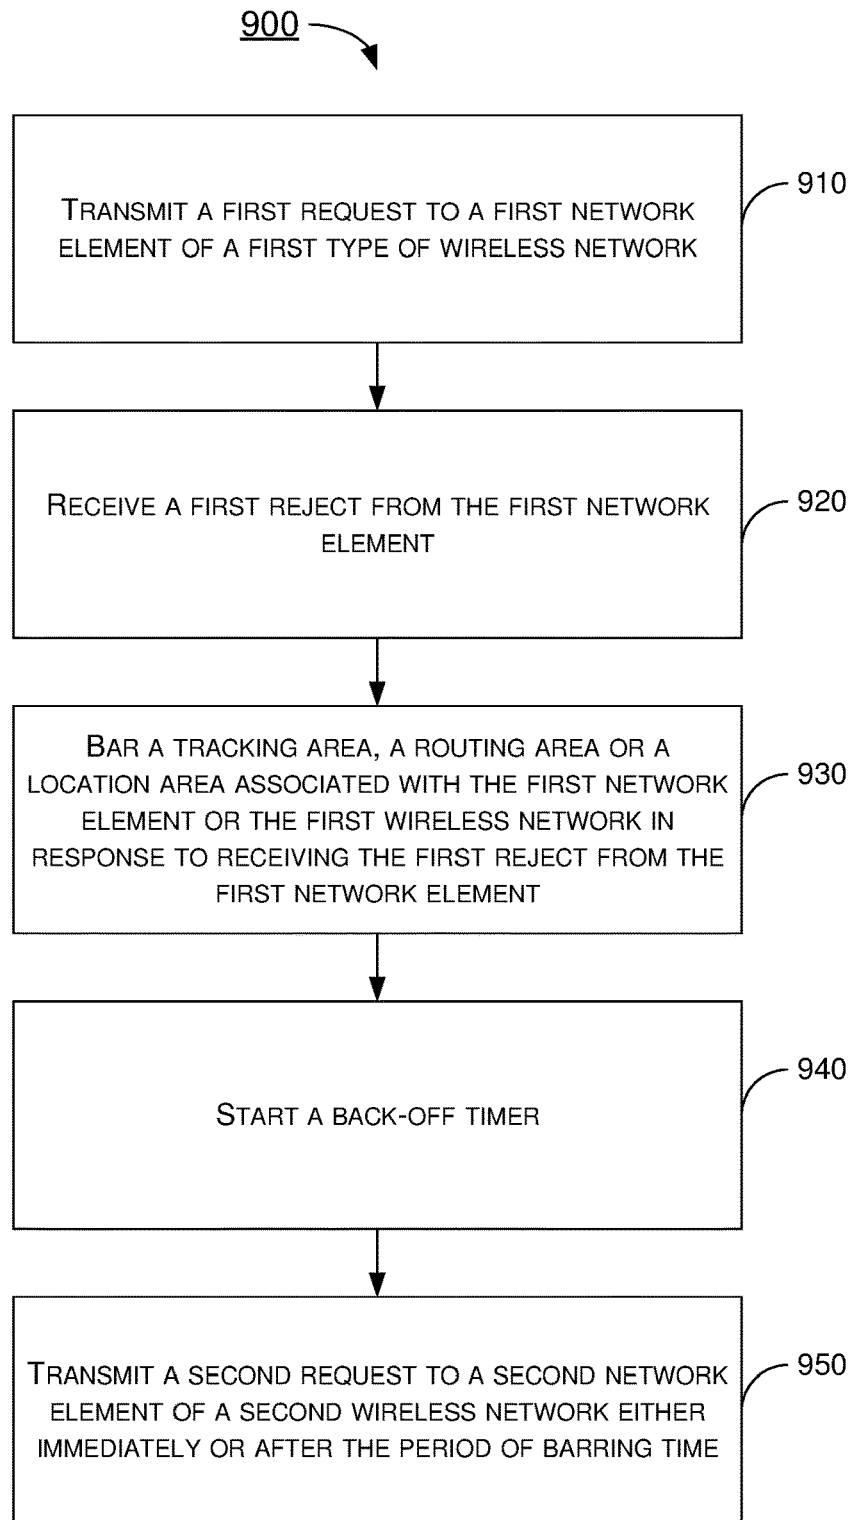 900
TRANSMIT A FIRST REQUEST TO A FIRST NETWORK
ELEMENT OF A FIRST TYPE OF WIRELESS NETWORK
910
RECEIVE A FIRST REJECT FROM THE FIRST NETWORK
ELEMENT
920
BAR A TRACKING AREA, A ROUTING AREA OR A
LOCATION AREA ASSOCIATED WITH THE FIRST NETWORK
ELEMENT OR THE FIRST WIRELESS NETWORK IN
RESPONSE TO RECEIVING THE FIRST REJECT FROM THE
FIRST NETWORK ELEMENT
930
START A BACK-OFF TIMER
940
TRANSMIT A SECOND REQUEST TO A SECOND NETWORK
ELEMENT OF A SECOND WIRELESS NETWORK EITHER
IMMEDIATELY OR AFTER THE PERIOD OF BARRING TIME
950